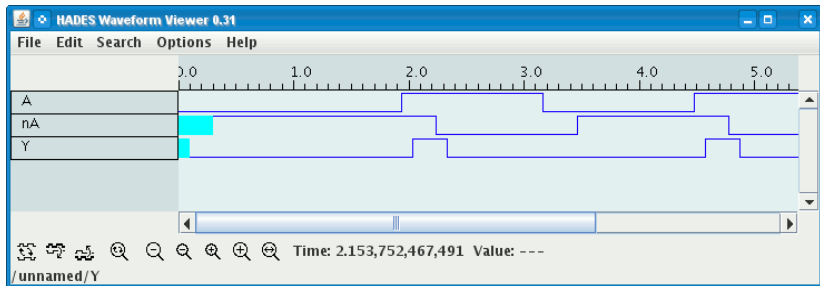 HADES Waveform Viewer 0.31
File Edit Search Options Help
0.0 1.0 2.0 3.0 4.0 5.0
A
nA
Y
Time: 2.153,752,467,491 Value: ---
/unnamed/Y